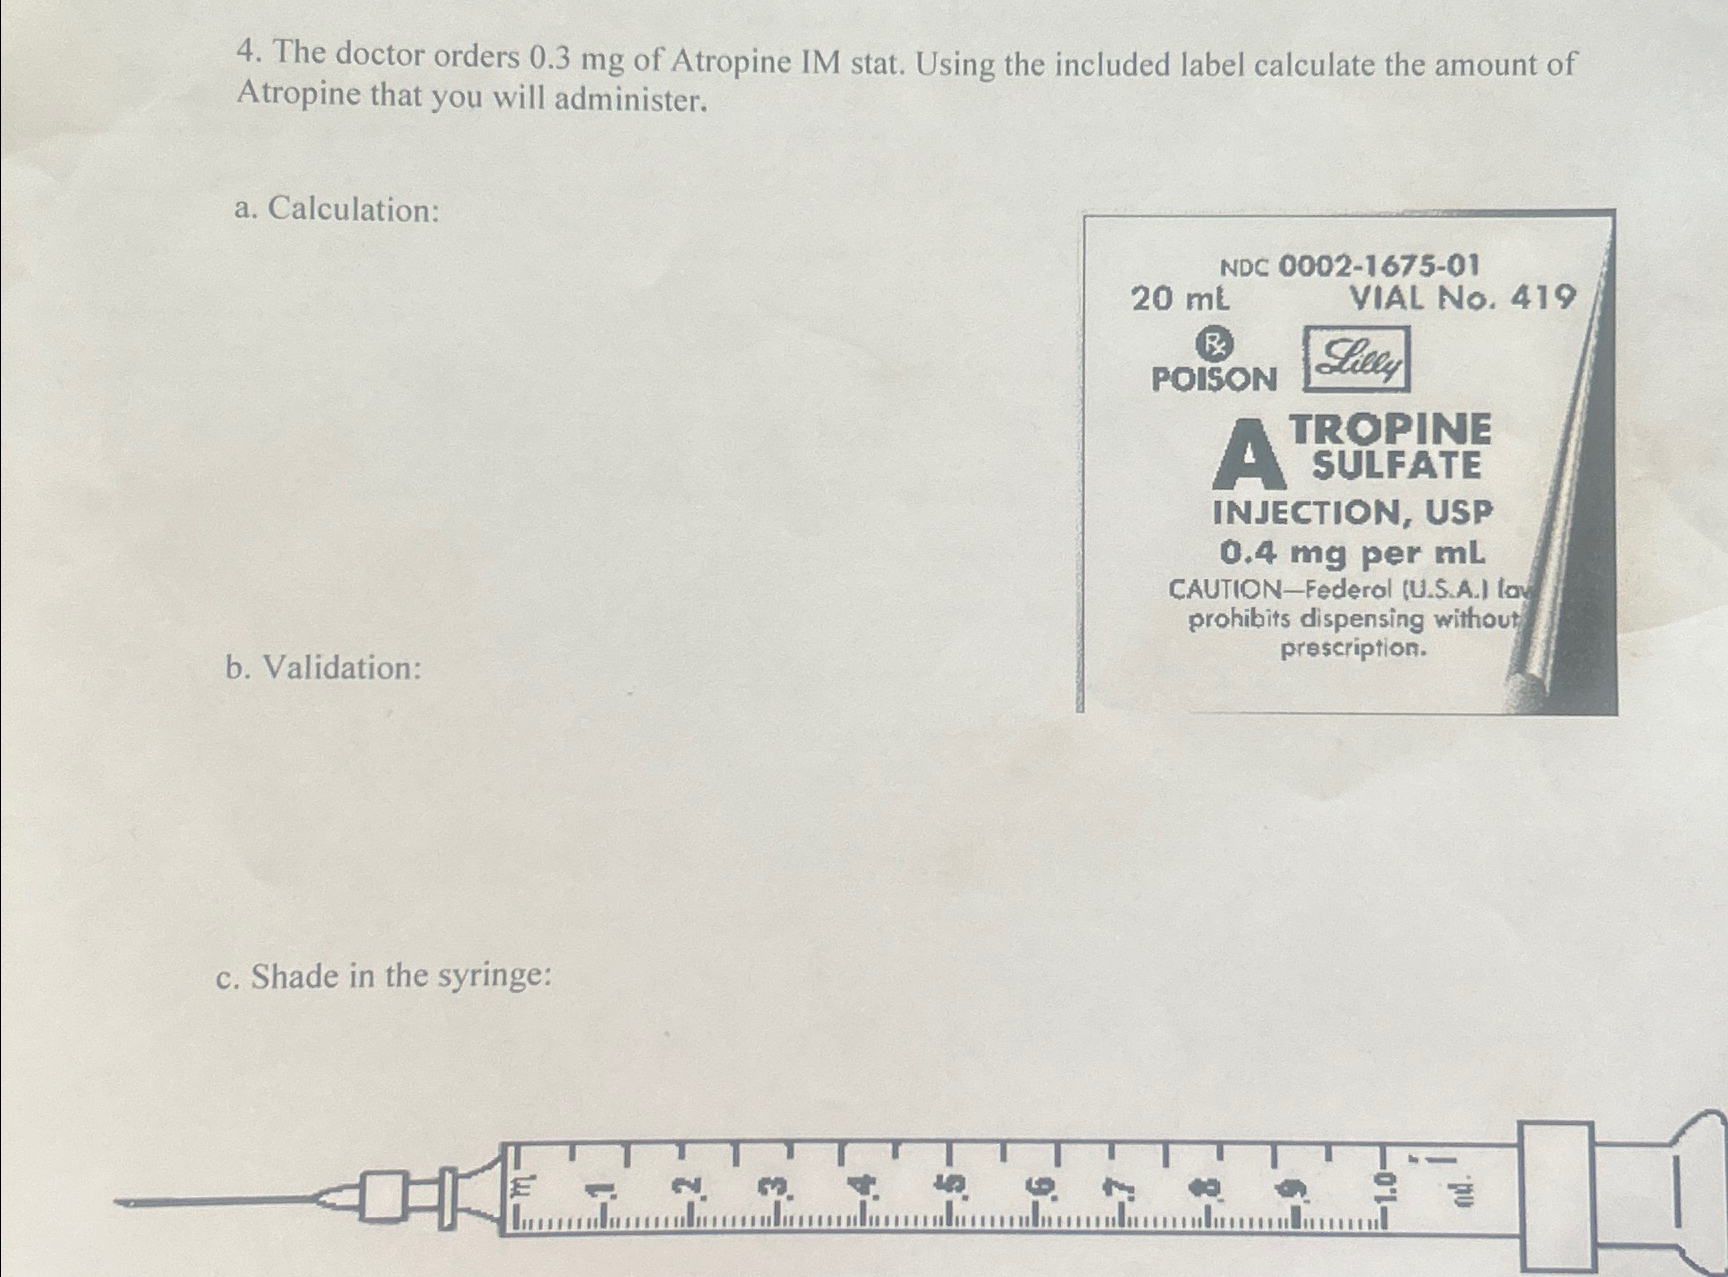 4. The doctor orders 0.3 mg of Atropine IM stat. Using the included label calculate the amount of
Atropine that you will administer.
a. Calculation:
NDC 0002-1675-01
20 mL VIAL No. 419
Rx
POISON Lilly
ATROPINE
SULFATE
INJECTION, USP
0.4 mg per mL
CAUTION—Federal (U.S.A.)
prohibits dispensing without
prescription.
b. Validation:
c. Shade in the syringe:
m .1 .2 .3 .4 .5 .6 .7 .8 .9 1.0